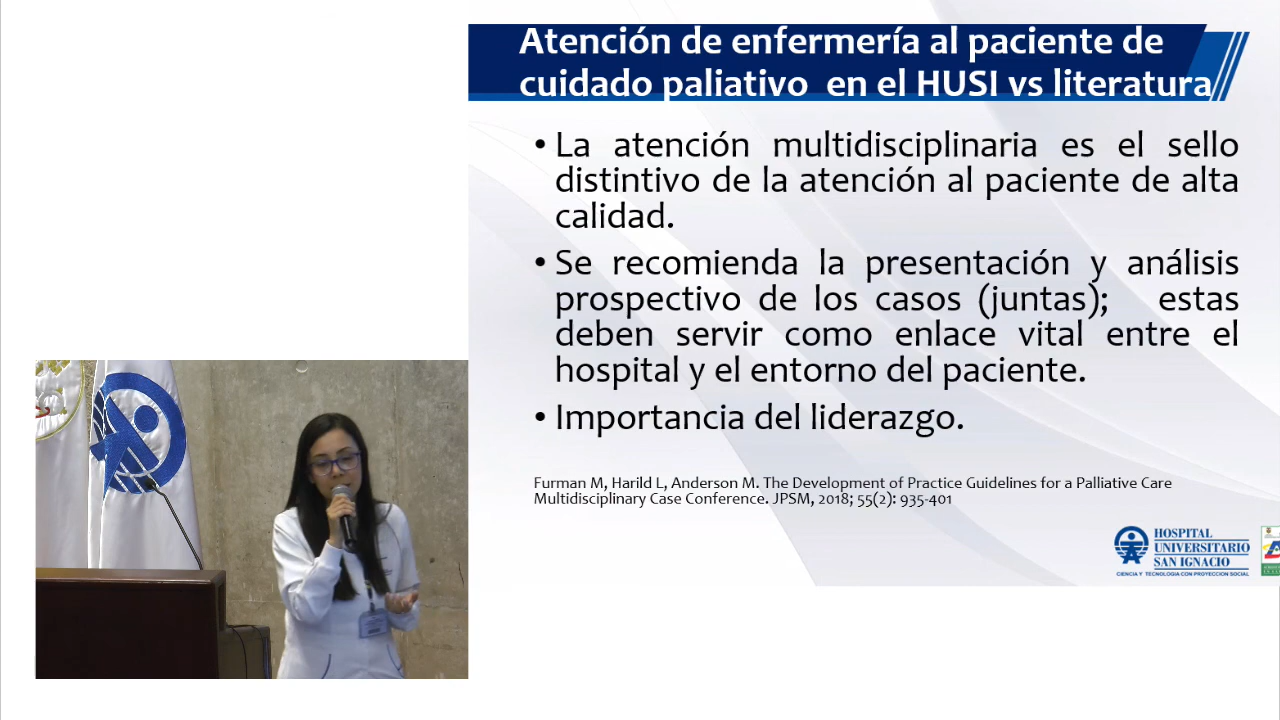 Atención de enfermería al paciente de
cuidado paliativo en el HUSI vs literatura
• La atención multidisciplinaria es el sello
distintivo de la atención al paciente de alta
calidad.
• Se recomienda la presentación y análisis
prospectivo de los casos (juntas); estas
deben servir como enlace vital entre el
hospital y el entorno del paciente.
• Importancia del liderazgo.
Furman M, Harild L, Anderson M. The Development of Practice Guidelines for a Palliative Care
Multidisciplinary Case Conference. JPSM, 2018; 55(2): 935-401
HOSPITAL
UNIVERSITARIO
SAN IGNACIO
CIENCIA Y TECNOLOGIA CON PROYECCION SOCIAL